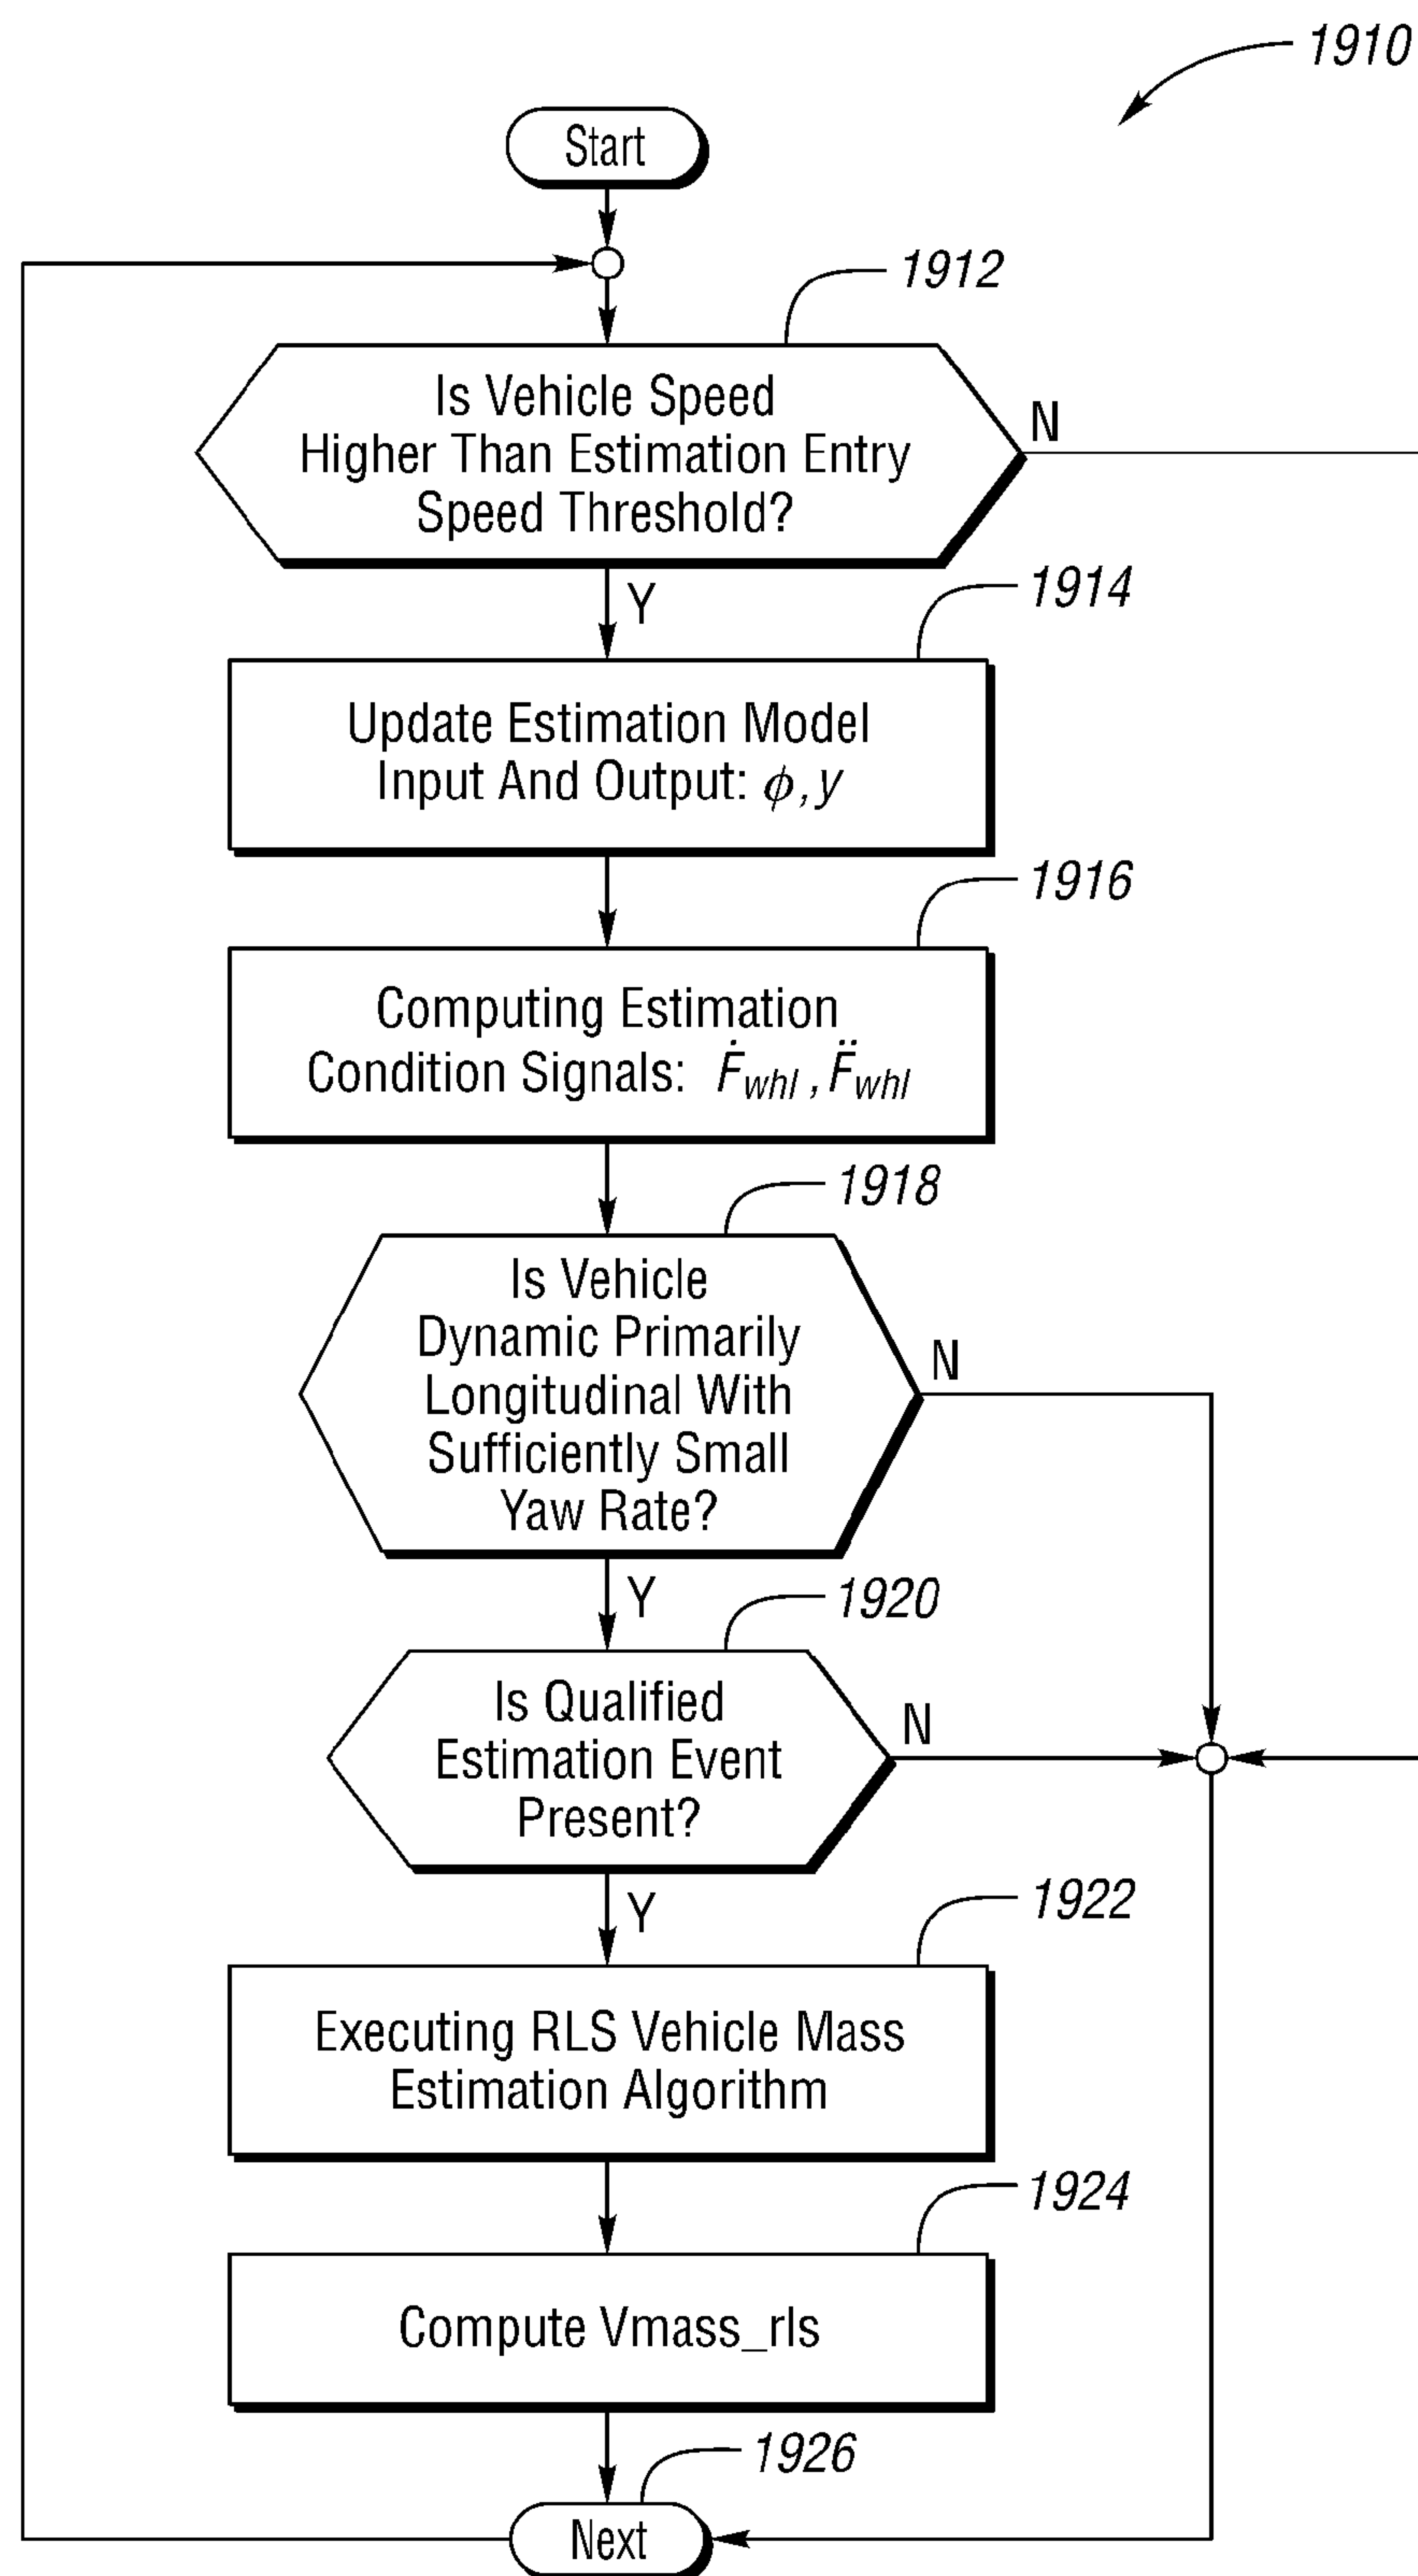 1910
Start
1912
Is Vehicle Speed
Higher Than Estimation Entry
Speed Threshold?
N
Y
1914
Update Estimation Model
Input And Output: ϕ, y
1916
Computing Estimation
Condition Signals: Ḟwhl , F̈whl
1918
Is Vehicle
Dynamic Primarily
Longitudinal With
Sufficiently Small
Yaw Rate?
N
Y
1920
Is Qualified
Estimation Event
Present?
N
Y
1922
Executing RLS Vehicle Mass
Estimation Algorithm
1924
Compute Vmass_rls
1926
Next